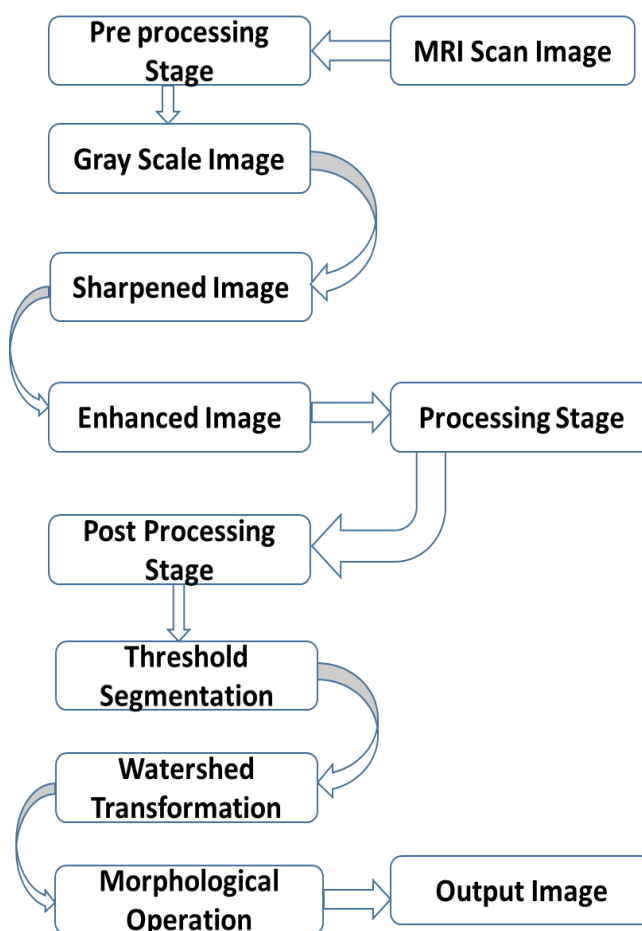 Pre processing
Stage
MRI Scan Image
Gray Scale Image
Sharpened Image
Enhanced Image
Processing Stage
Post Processing
Stage
Threshold
Segmentation
Watershed
Transformation
Morphological
Operation
Output Image